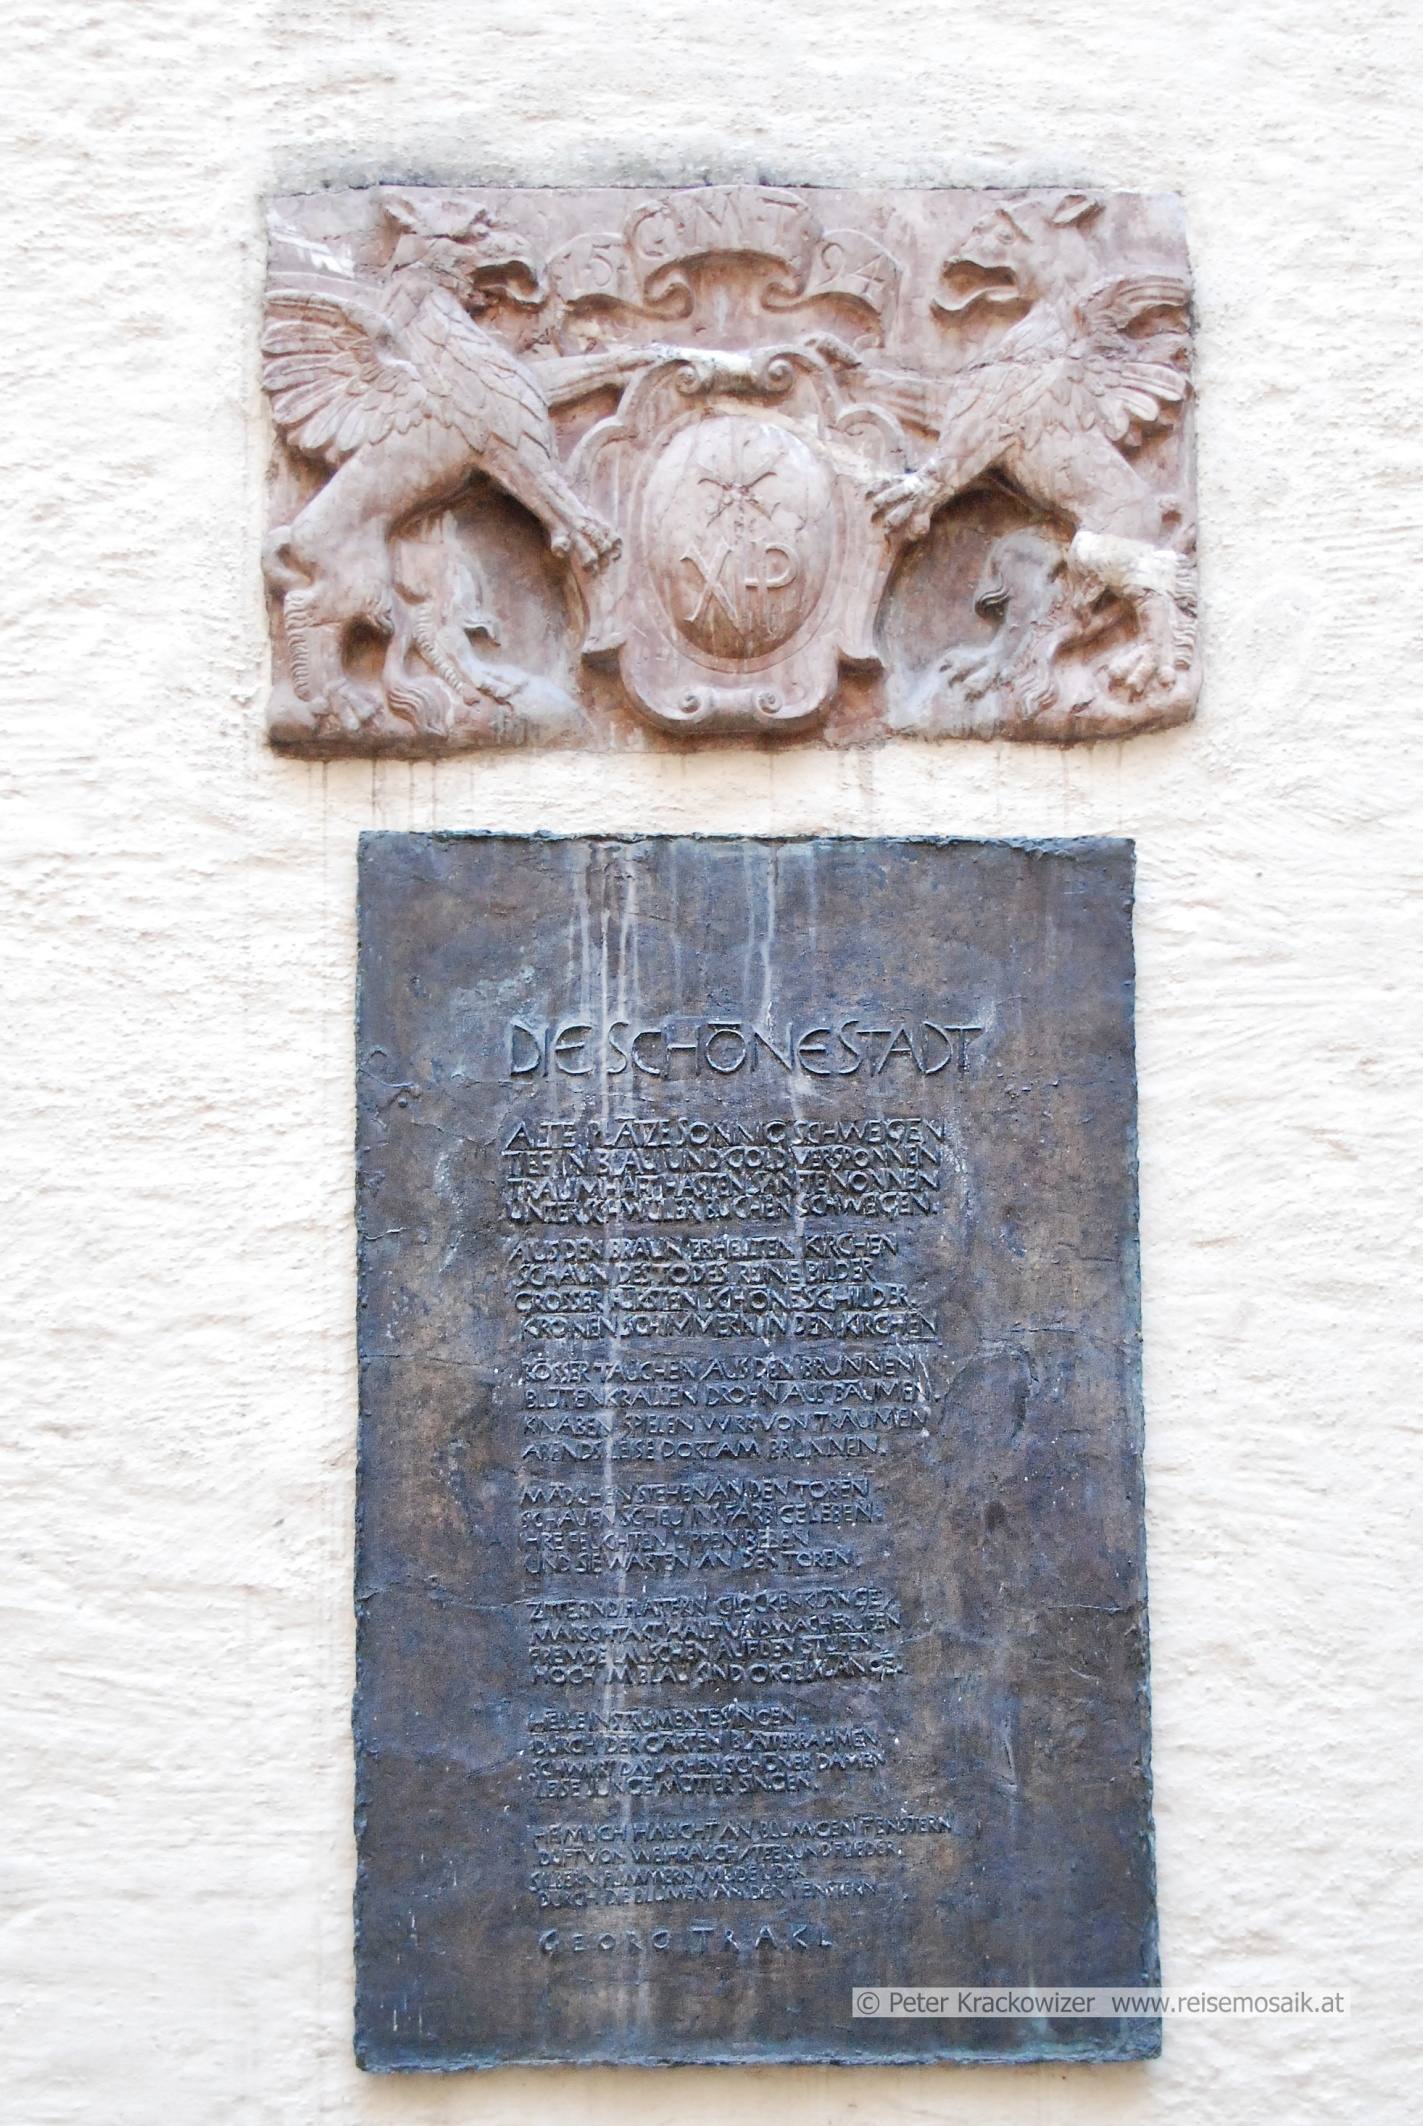 15 G·M·T 94
XP
DIE SCHÖNE STADT
ALTE PLÄTZE SONNIG SCHWEIGEN
TIEF IN BLAU UND GOLD VERSPONNEN
TRAUMHAFT HASTEN SANFTE NONNEN
UNTER SCHWÜLER BUCHEN SCHWEIGEN.
AUS DEN BRAUN ERHELLTEN KIRCHEN
SCHAUN DES TODES REINE BILDER
GROSSER FÜRSTEN SCHÖNE SCHILDER.
KRONEN SCHIMMERN IN DEN KIRCHEN
RÖSSER TAUCHEN AUS DEN BRUNNEN
BLÜTENKRALLEN DROHN AUS BÄUMEN.
KNABEN SPIELEN WIRR VON TRÄUMEN
ABENDS LEISE DORT AM BRUNNEN.
MÄDCHEN STEHEN AN DEN TOREN
SCHAUEN SCHEU INS FARBIGE LEBEN.
IHRE FEUCHTEN LIPPEN BEBEN
UND SIE WARTEN AN DEN TOREN.
ZITTERND FLATTERN GLOCKENKLÄNGE,
MARSCHTAKT HALLT UND WACHERUFEN
FREMDE LAUSCHEN AUF DEN STUFEN.
HOCH IM BLAU SIND ORGELKLÄNGE.
HELLE INSTRUMENTE SINGEN
DURCH DER GÄRTEN BLÄTTERRAHMEN
SCHWIRRT DAS LACHEN SCHÖNER DAMEN
LEISE JUNGE MÜTTER SINGEN.
HEIMLICH HAUCHT AN BLUMIGEN FENSTERN
DUFT VON WEIHRAUCH, TEER UND FLIEDER.
SILBERN FLIMMERN MÜDE LIDER
DURCH DIE BLUMEN AN DEN FENSTERN.
GEORG TRAKL
© Peter Krackowizer www.reisemosaik.at